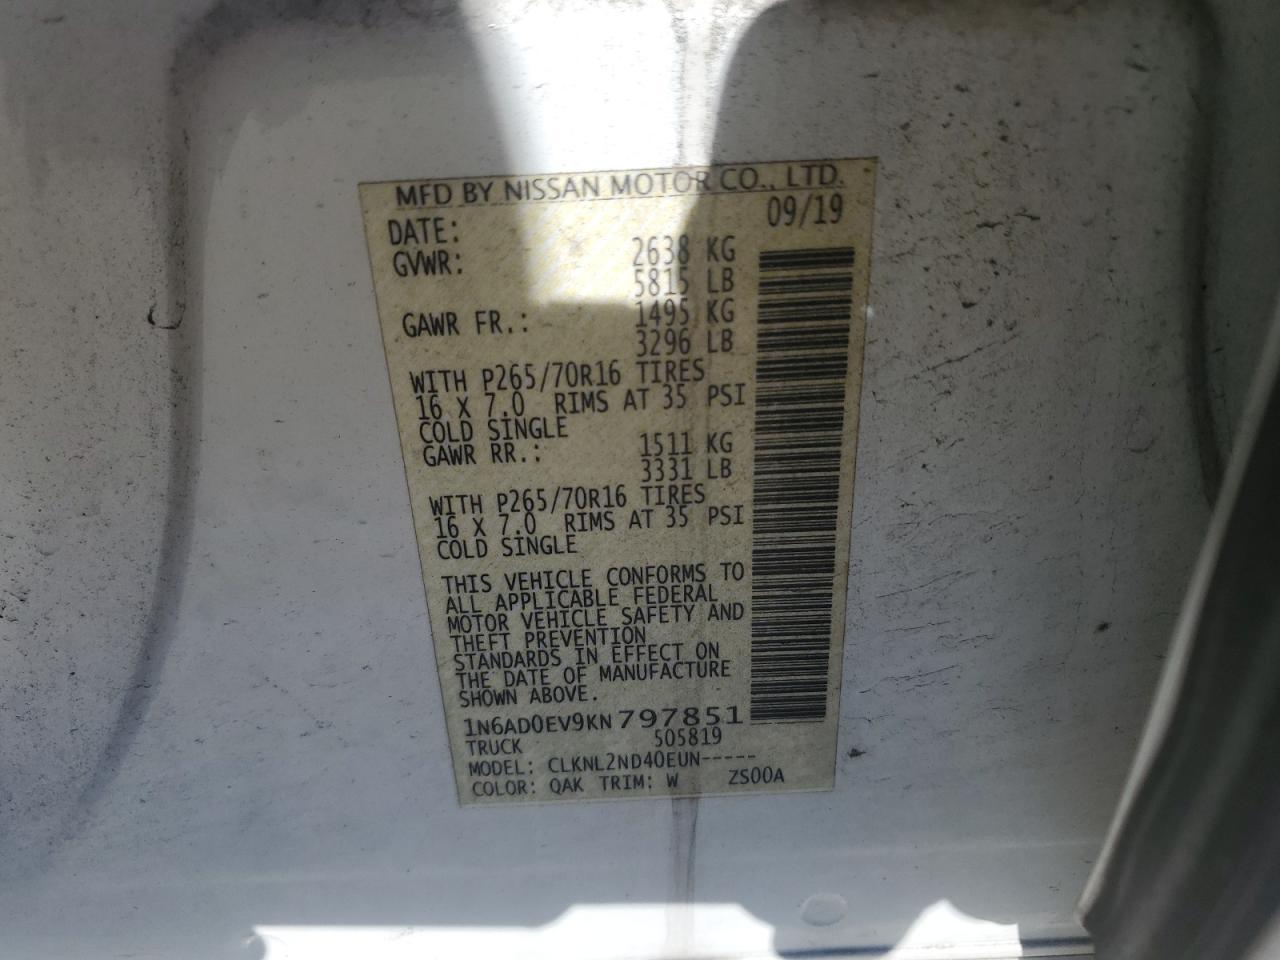 MFD BY NISSAN MOTOR CO., LTD.
DATE: 09/19
GVWR: 2638 KG
5815 LB
GAWR FR.: 1495 KG
3296 LB
WITH P265/70R16 TIRES
16 X 7.0 RIMS AT 35 PSI
COLD SINGLE
GAWR RR.: 1511 KG
3331 LB
WITH P265/70R16 TIRES
16 X 7.0 RIMS AT 35 PSI
COLD SINGLE
THIS VEHICLE CONFORMS TO
ALL APPLICABLE FEDERAL
MOTOR VEHICLE SAFETY AND
THEFT PREVENTION
STANDARDS IN EFFECT ON
THE DATE OF MANUFACTURE
SHOWN ABOVE.
1N6AD0EV9KN797851
TRUCK 505819
MODEL: CLKNL2ND40EUN-----
COLOR: QAK TRIM: W ZS00A